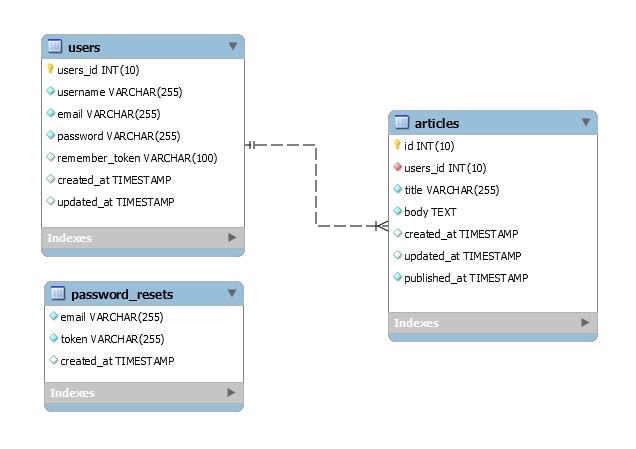 users
users_id INT(10)
username VARCHAR(255)
email VARCHAR(255)
password VARCHAR(255)
remember_token VARCHAR(100)
created_at TIMESTAMP
updated_at TIMESTAMP
Indexes
password_resets
email VARCHAR(255)
token VARCHAR(255)
created_at TIMESTAMP
Indexes
articles
id INT(10)
users_id INT(10)
title VARCHAR(255)
body TEXT
created_at TIMESTAMP
updated_at TIMESTAMP
published_at TIMESTAMP
Indexes